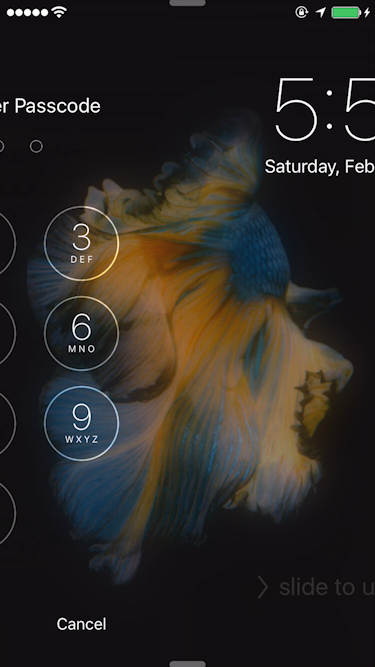 er Passcode
5:5
Saturday, Feb
3
DEF
6
MNO
9
WXYZ
slide to u
Cancel